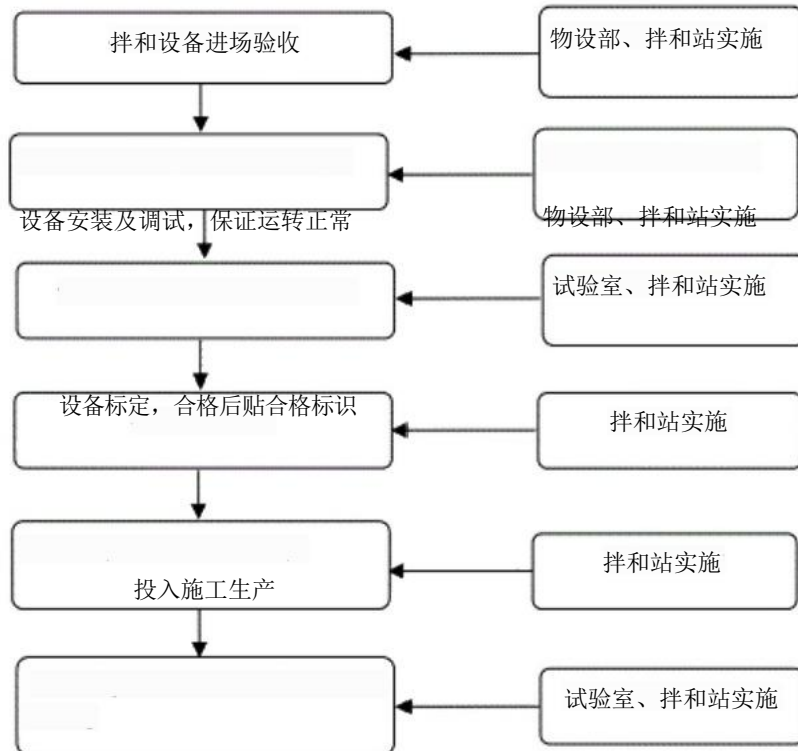 拌和设备进场验收
物设部、拌和站实施
设备安装及调试，保证运转正常
物设部、拌和站实施
试验室、拌和站实施
设备标定，合格后贴合格标识
拌和站实施
投入施工生产
拌和站实施
试验室、拌和站实施